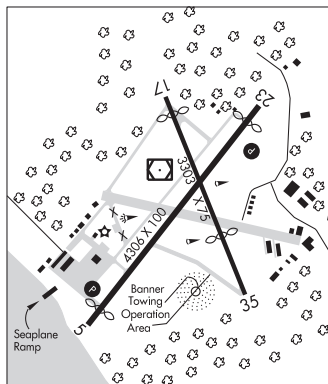 17
23
P
3303 X 75
X
X
4306 X 100
P
5
35
Banner
Towing
Operation
Area
Seaplane
Ramp